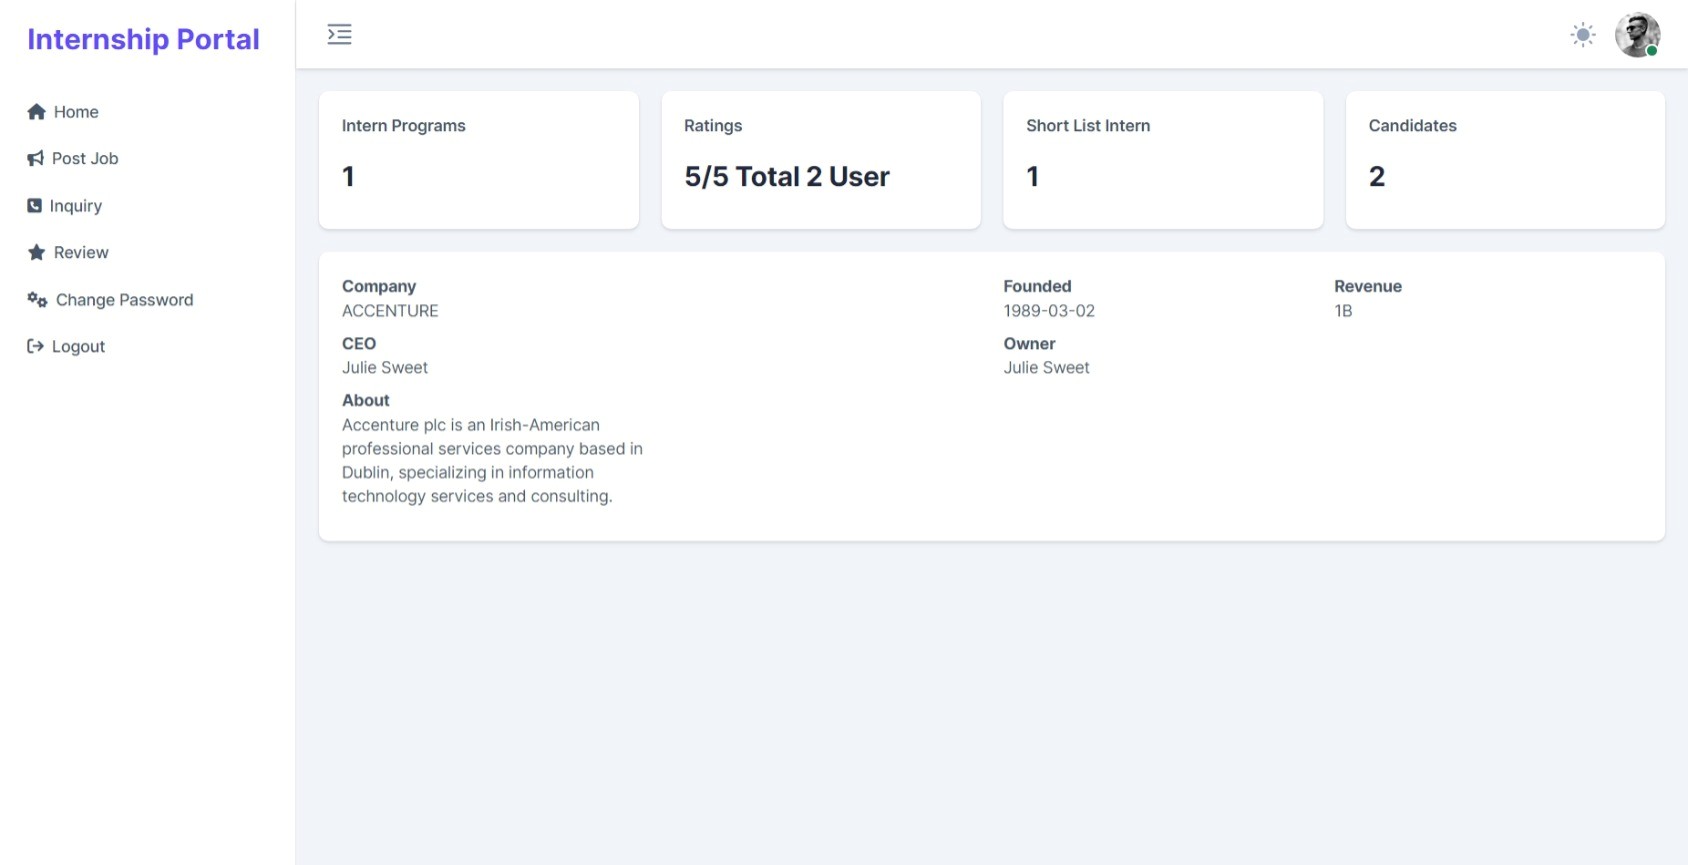 Internship Portal
Home
Post Job
Inquiry
Review
Change Password
Logout
Intern Programs
1
Ratings
5/5 Total 2 User
Short List Intern
1
Candidates
2
Company
ACCENTURE
Founded
1989-03-02
Revenue
1B
CEO
Julie Sweet
Owner
Julie Sweet
About
Accenture plc is an Irish-American
professional services company based in
Dublin, specializing in information
technology services and consulting.